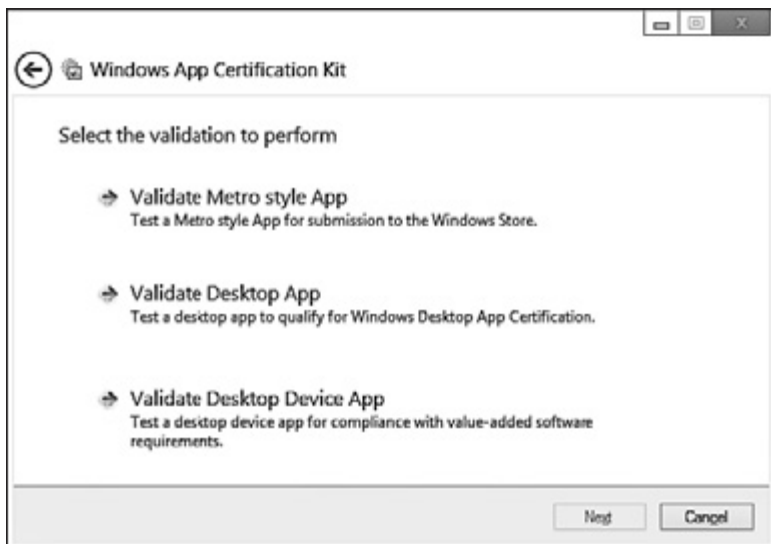 Windows App Certification Kit
Select the validation to perform
Validate Metro style App
Test a Metro style App for submission to the Windows Store.
Validate Desktop App
Test a desktop app to qualify for Windows Desktop App Certification.
Validate Desktop Device App
Test a desktop device app for compliance with value-added software
requirements.
Next Cancel